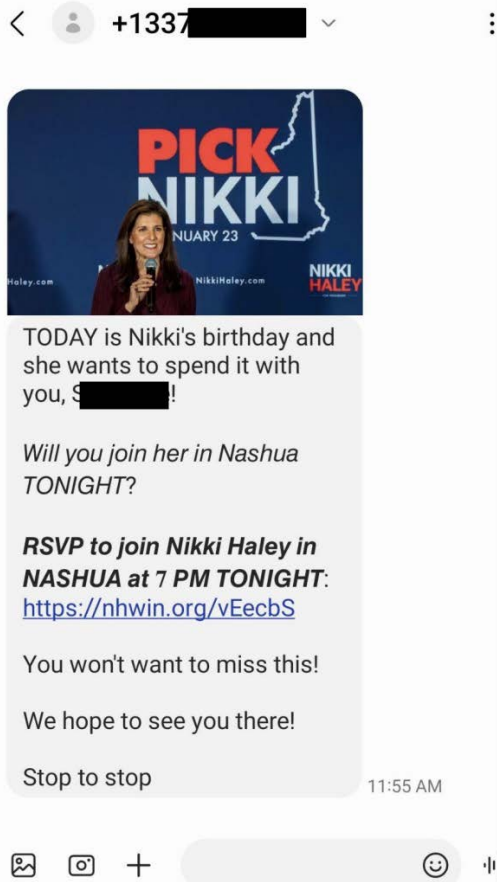 +1337
PICK
NIKKI
NUARY 23
Haley.com
N
NikkiHaley.com
NIKKI
HALEY
TODAY is Nikki's birthday and
she wants to spend it with
you, S !
Will you join her in Nashua
TONIGHT?
RSVP to join Nikki Haley in
NASHUA at 7 PM TONIGHT:
https://nhwin.org/vEecbS
You won't want to miss this!
We hope to see you there!
Stop to stop
11:55 AM